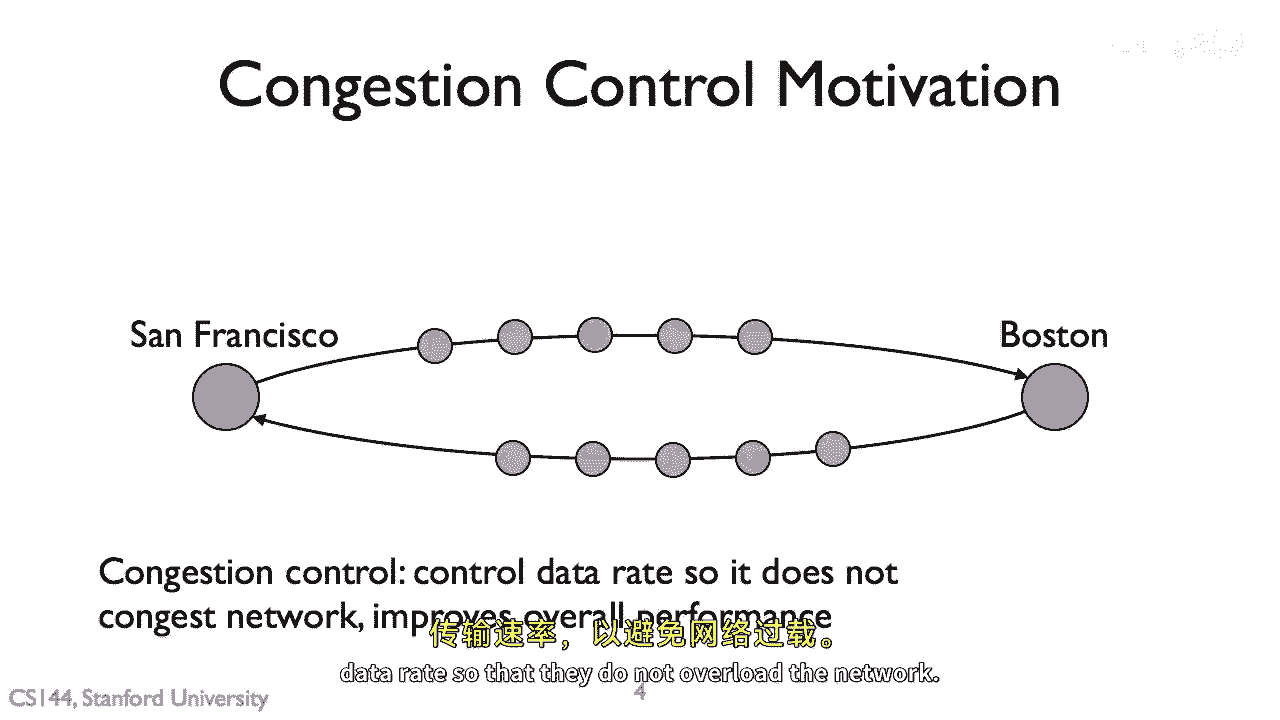 Congestion Control Motivation
San Francisco
Boston
Congestion control: control data rate so it does not
congest network, improves overall performance
传输速率，以避免网络过载。
data rate so that they do not overload the network.
CS144, Stanford University
4